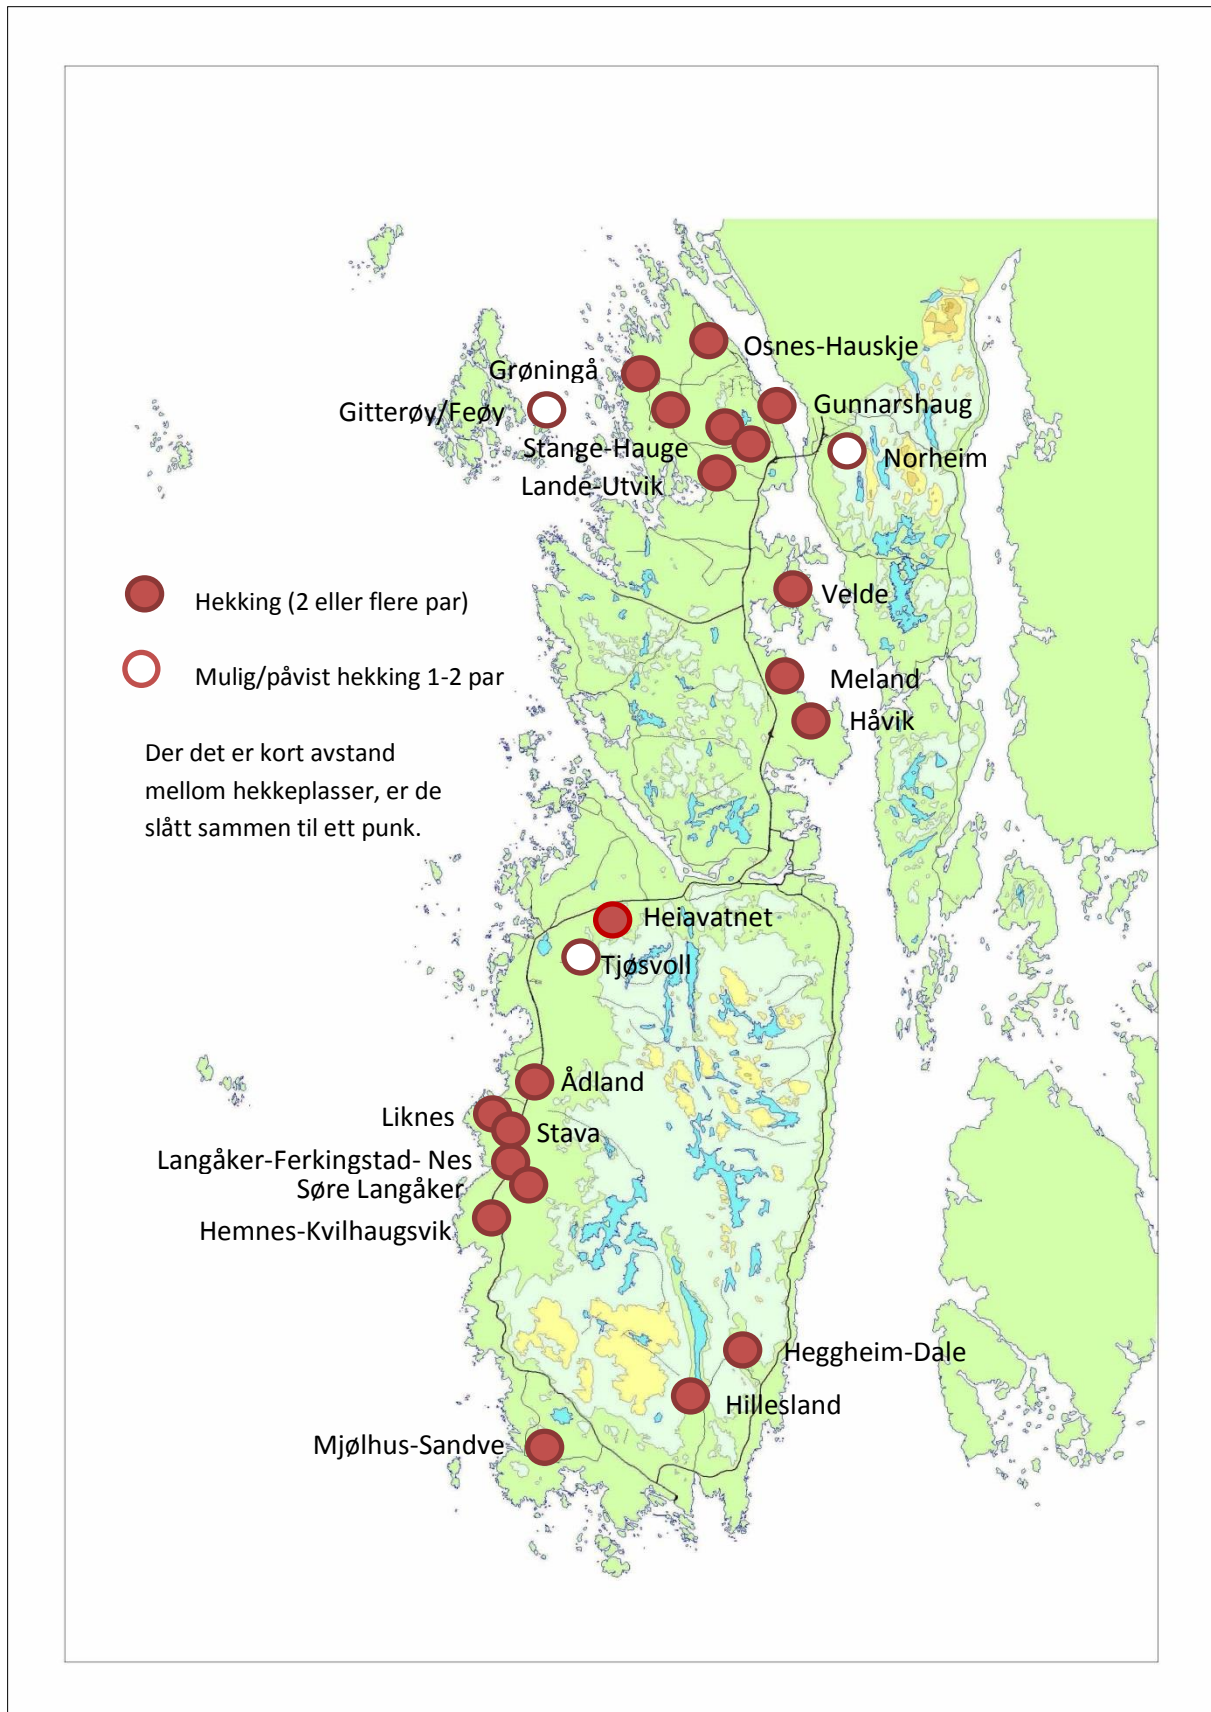 Osnes-Hauskje
Grøningå
Gitterøy/Feøy
Gunnarshaug
Stange-Hauge
Norheim
Lande-Utvik
Velde
Hekking (2 eller flere par)
Mulig/påvist hekking 1-2 par
Meland
Håvik
Der det er kort avstand
mellom hekkeplasser, er de
slått sammen til ett punk.
Heiavatnet
Tjøsvoll
Ådland
Liknes
Stava
Langåker-Ferkingstad- Nes
Søre Langåker
Hemnes-Kvilhaugsvik
Heggheim-Dale
Hillesland
Mjølhus-Sandve